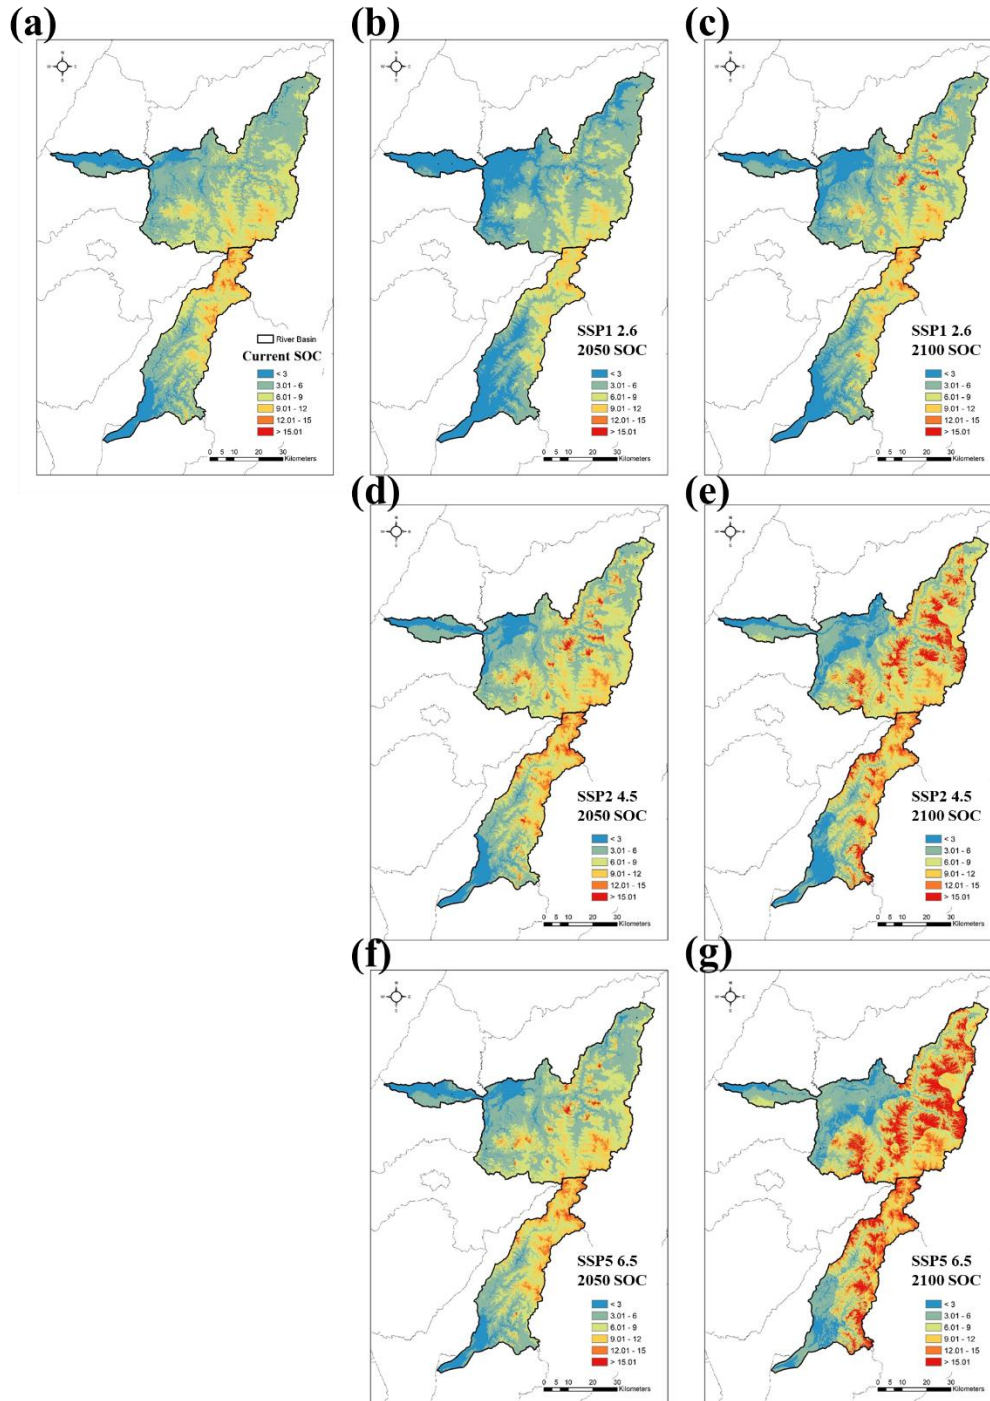 (a)
N
W
E
S
River Basin
Current SOC
< 3
3.01 - 6
6.01 - 9
9.01 - 12
12.01 - 15
> 15.01
0 5 10 20 30
Kilometers
(b)
N
W
E
S
SSP1 2.6
2050 SOC
< 3
3.01 - 6
6.01 - 9
9.01 - 12
12.01 - 15
> 15.01
0 5 10 20 30
Kilometers
(c)
N
W
E
S
SSP1 2.6
2100 SOC
< 3
3.01 - 6
6.01 - 9
9.01 - 12
12.01 - 15
> 15.01
0 5 10 20 30
Kilometers
(d)
N
W
E
S
SSP2 4.5
2050 SOC
< 3
3.01 - 6
6.01 - 9
9.01 - 12
12.01 - 15
> 15.01
0 5 10 20 30
Kilometers
(e)
N
W
E
S
SSP2 4.5
2100 SOC
< 3
3.01 - 6
6.01 - 9
9.01 - 12
12.01 - 15
> 15.01
0 5 10 20 30
Kilometers
(f)
N
W
E
S
SSP5 6.5
2050 SOC
< 3
3.01 - 6
6.01 - 9
9.01 - 12
12.01 - 15
> 15.01
0 5 10 20 30
Kilometers
(g)
N
W
E
S
SSP5 6.5
2100 SOC
< 3
3.01 - 6
6.01 - 9
9.01 - 12
12.01 - 15
> 15.01
0 5 10 20 30
Kilometers